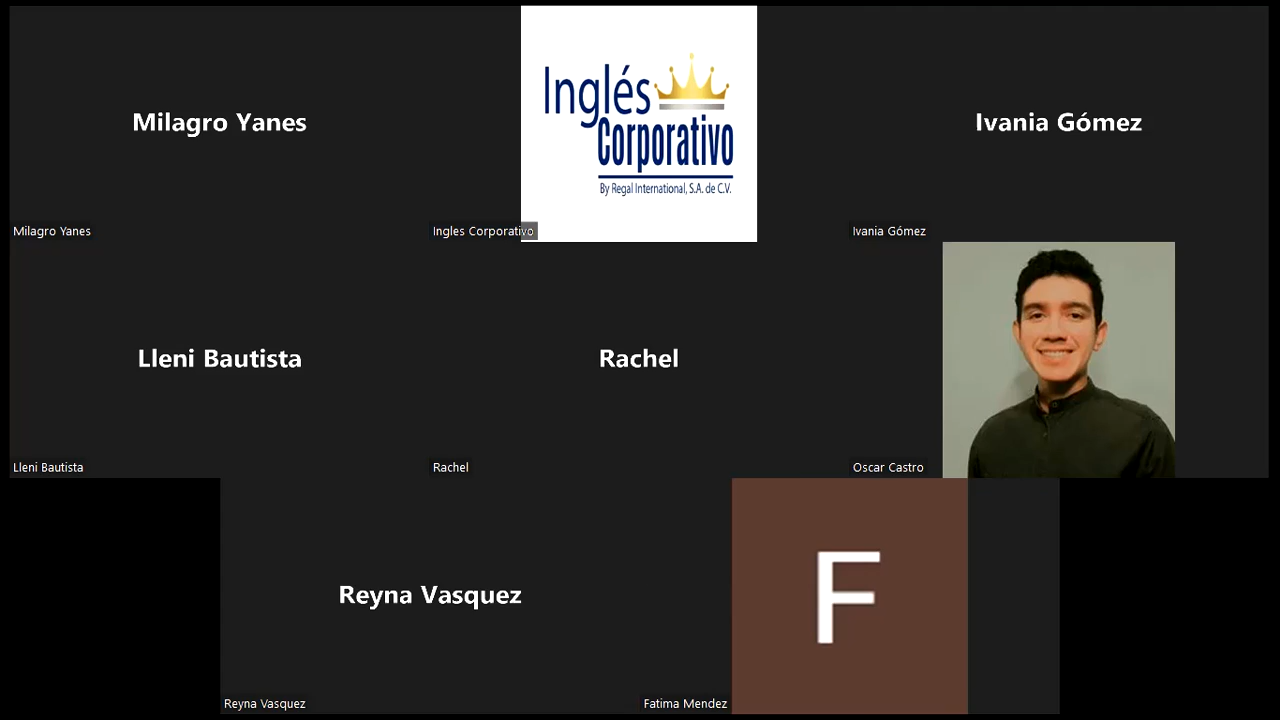 Milagro Yanes
Milagro Yanes
Inglés
Corporativo
By Regal International, S.A. de C.V.
Ingles Corporativo
Ivania Gómez
Ivania Gómez
Lleni Bautista
Lleni Bautista
Rachel
Rachel
Oscar Castro
Reyna Vasquez
Reyna Vasquez
F
Fatima Mendez